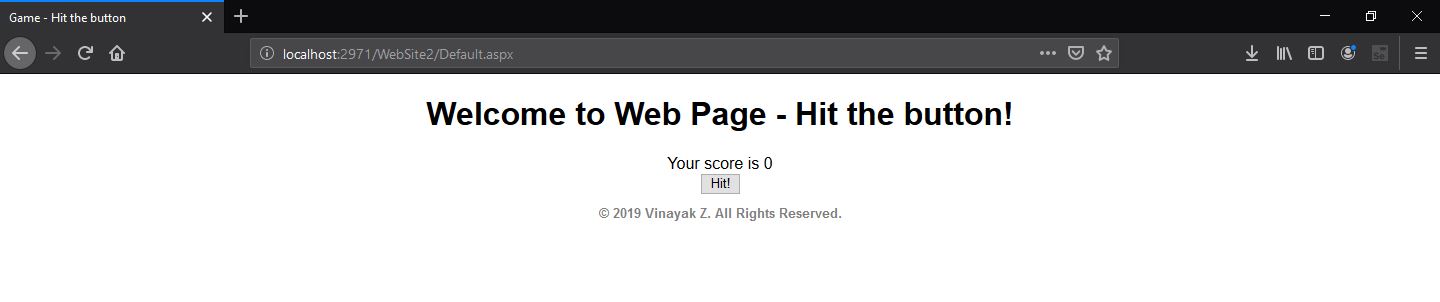 Game - Hit the button
localhost:2971/WebSite2/Default.aspx
Welcome to Web Page - Hit the button!
Your score is 0
Hit!
© 2019 Vinayak Z. All Rights Reserved.